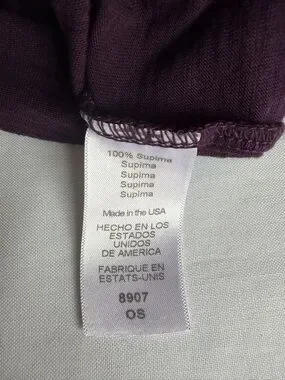 100% Supima
Supima
Supima
Supima
Supima
Made in the USA
HECHO EN LOS
ESTADOS
UNIDOS
DE AMERICA
FABRIQUE EN
ESTATS-UNIS
8907
OS